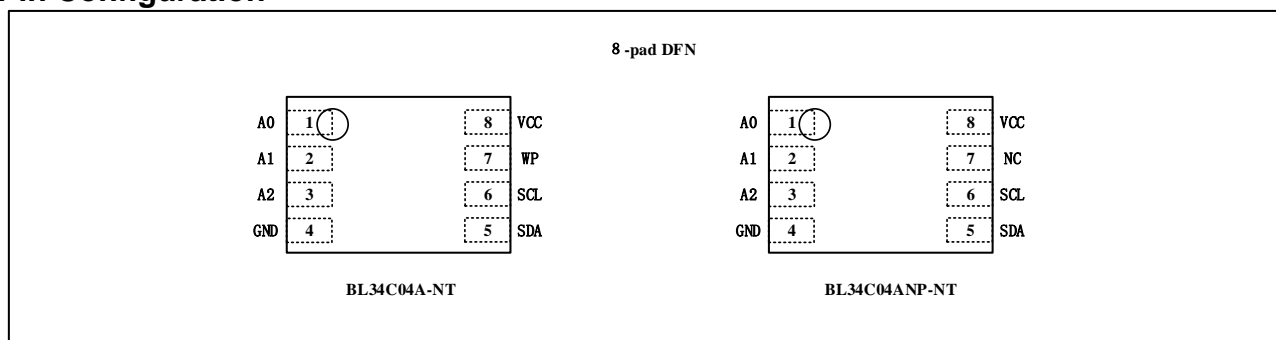 8-pad DFN
A0 1 8 VCC
A1 2 7 WP
A2 3 6 SCL
GND 4 5 SDA
BL34C04A-NT
A0 1 8 VCC
A1 2 7 NC
A2 3 6 SCL
GND 4 5 SDA
BL34C04ANP-NT